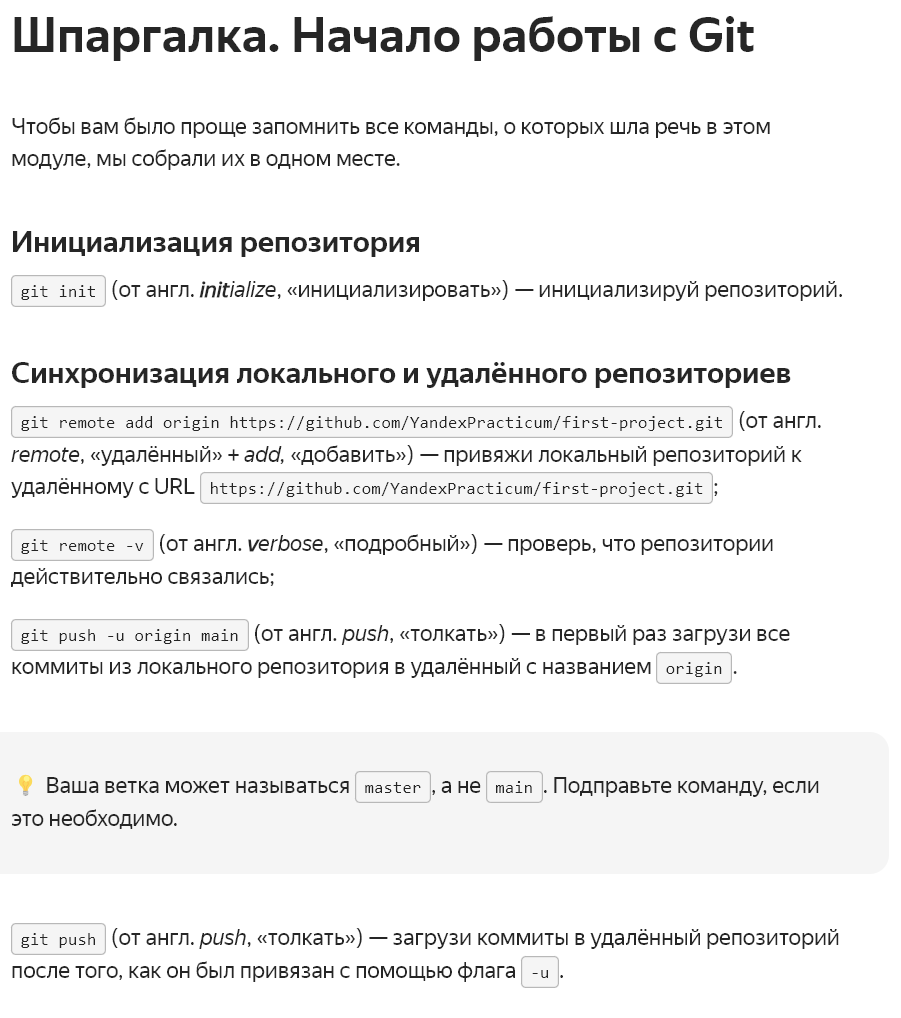 Шпаргалка. Начало работы с Git
Чтобы вам было проще запомнить все команды, о которых шла речь в этом
модуле, мы собрали их в одном месте.
Инициализация репозитория
git init (от англ. initialize, «инициализировать») — инициализируй репозиторий.
Синхронизация локального и удалённого репозиториев
git remote add origin https://github.com/YandexPracticum/first-project.git (от англ.
remote, «удалённый» + add, «добавить») — привяжи локальный репозиторий к
удалённому с URL https://github.com/YandexPracticum/first-project.git;
git remote -v (от англ. verbose, «подробный») — проверь, что репозитории
действительно связались;
git push -u origin main (от англ. push, «толкать») — в первый раз загрузи все
коммиты из локального репозитория в удалённый с названием origin.
💡 Ваша ветка может называться master, а не main. Подправьте команду, если
это необходимо.
git push (от англ. push, «толкать») — загрузи коммиты в удалённый репозиторий
после того, как он был привязан с помощью флага -u.